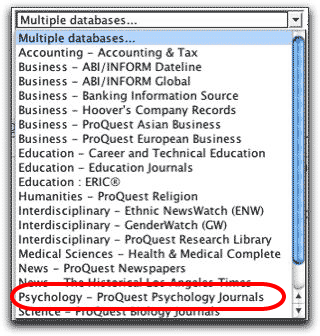 Multiple databases...
Multiple databases...
Accounting – Accounting & Tax
Business – ABI/INFORM Dateline
Business – ABI/INFORM Global
Business – Banking Information Source
Business – Hoover's Company Records
Business – ProQuest Asian Business
Business – ProQuest European Business
Education – Career and Technical Education
Education – Education Journals
Education : ERIC®
Humanities – ProQuest Religion
Interdisciplinary – Ethnic NewsWatch (ENW)
Interdisciplinary – GenderWatch (GW)
Interdisciplinary – ProQuest Research Library
Medical Sciences – Health & Medical Complete
News – ProQuest Newspapers
News – The Historical Los Angeles Times
Psychology – ProQuest Psychology Journals
Science – ProQuest Biology Journals